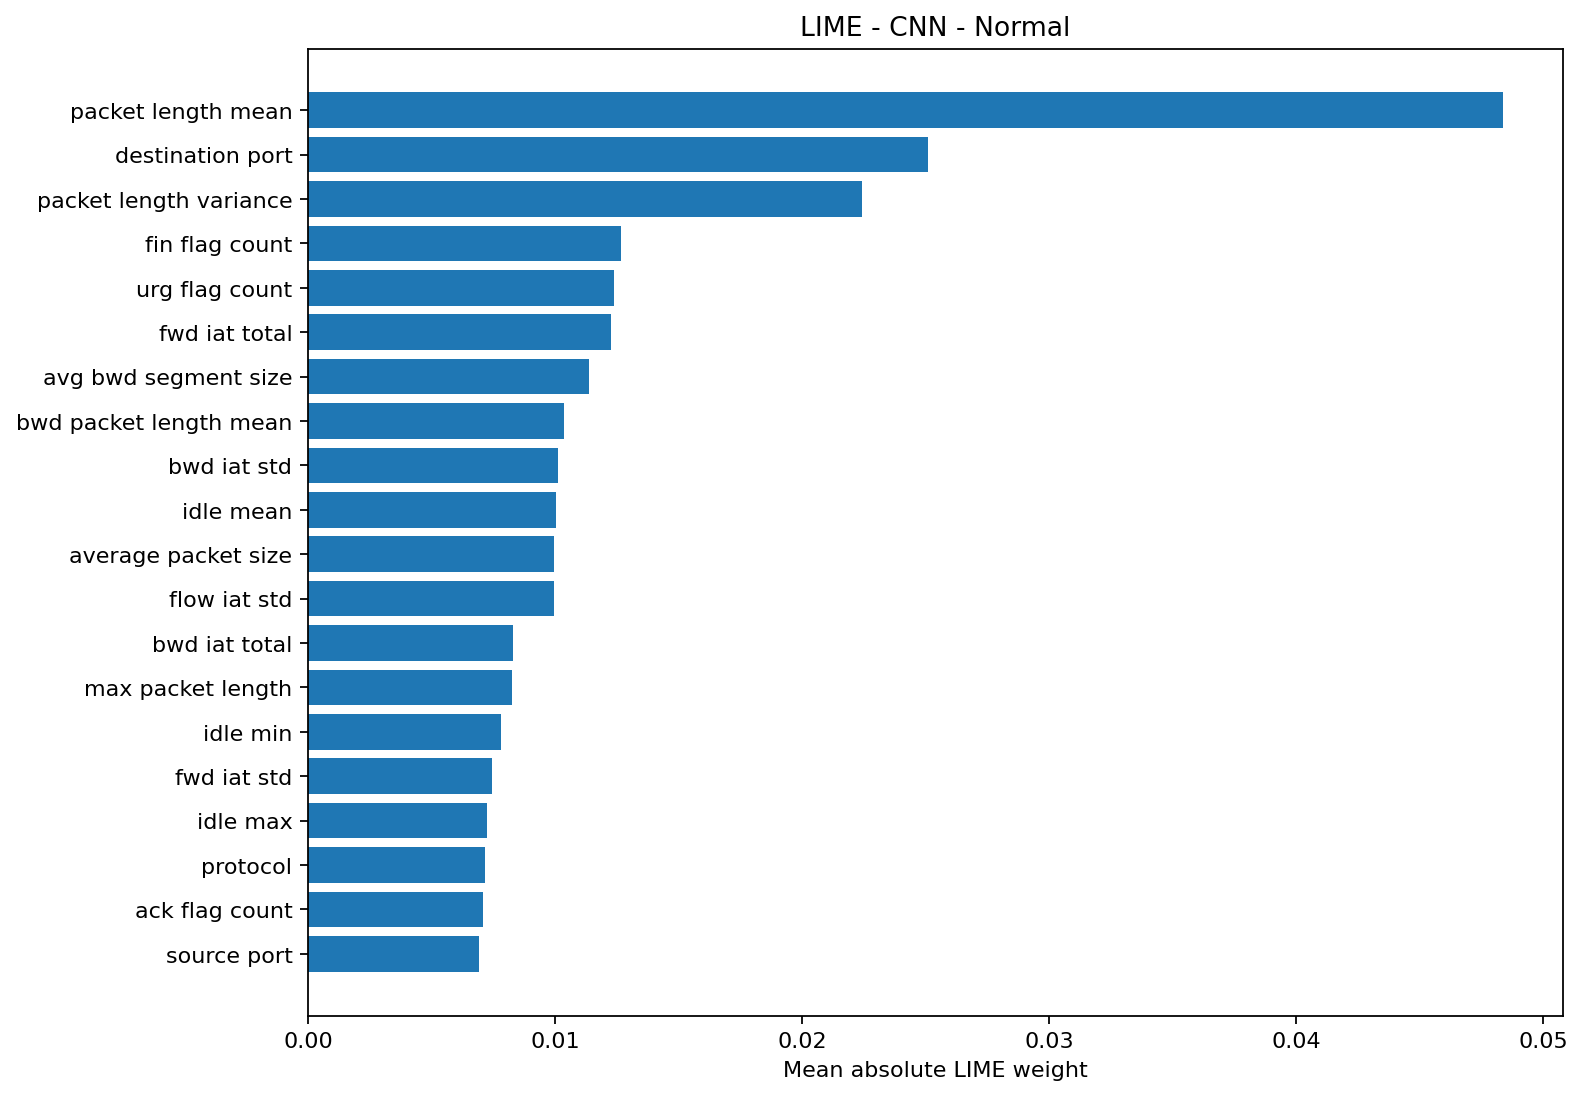 LIME - CNN - Normal
packet length mean
destination port
packet length variance
fin flag count
urg flag count
fwd iat total
avg bwd segment size
bwd packet length mean
bwd iat std
idle mean
average packet size
flow iat std
bwd iat total
max packet length
idle min
fwd iat std
idle max
protocol
ack flag count
source port
0.00 0.01 0.02 0.03 0.04 0.05
Mean absolute LIME weight